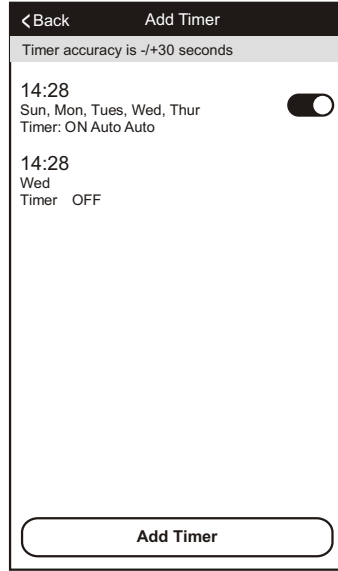 Back Add Timer
Timer accuracy is -/+30 seconds
14:28
Sun, Mon, Tues, Wed, Thur
Timer: ON Auto Auto
14:28
Wed
Timer OFF
Add Timer